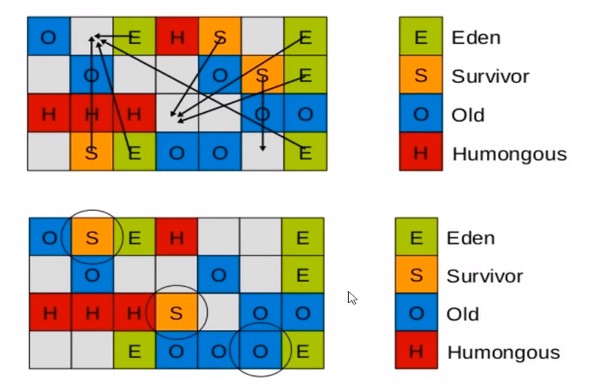 O E H S E E Eden
O O S E S Survivor
H H H O O O Old
S E O O E H Humongous
O S E H E E Eden
O O E S Survivor
H H H S O O O Old
E O O O E H Humongous